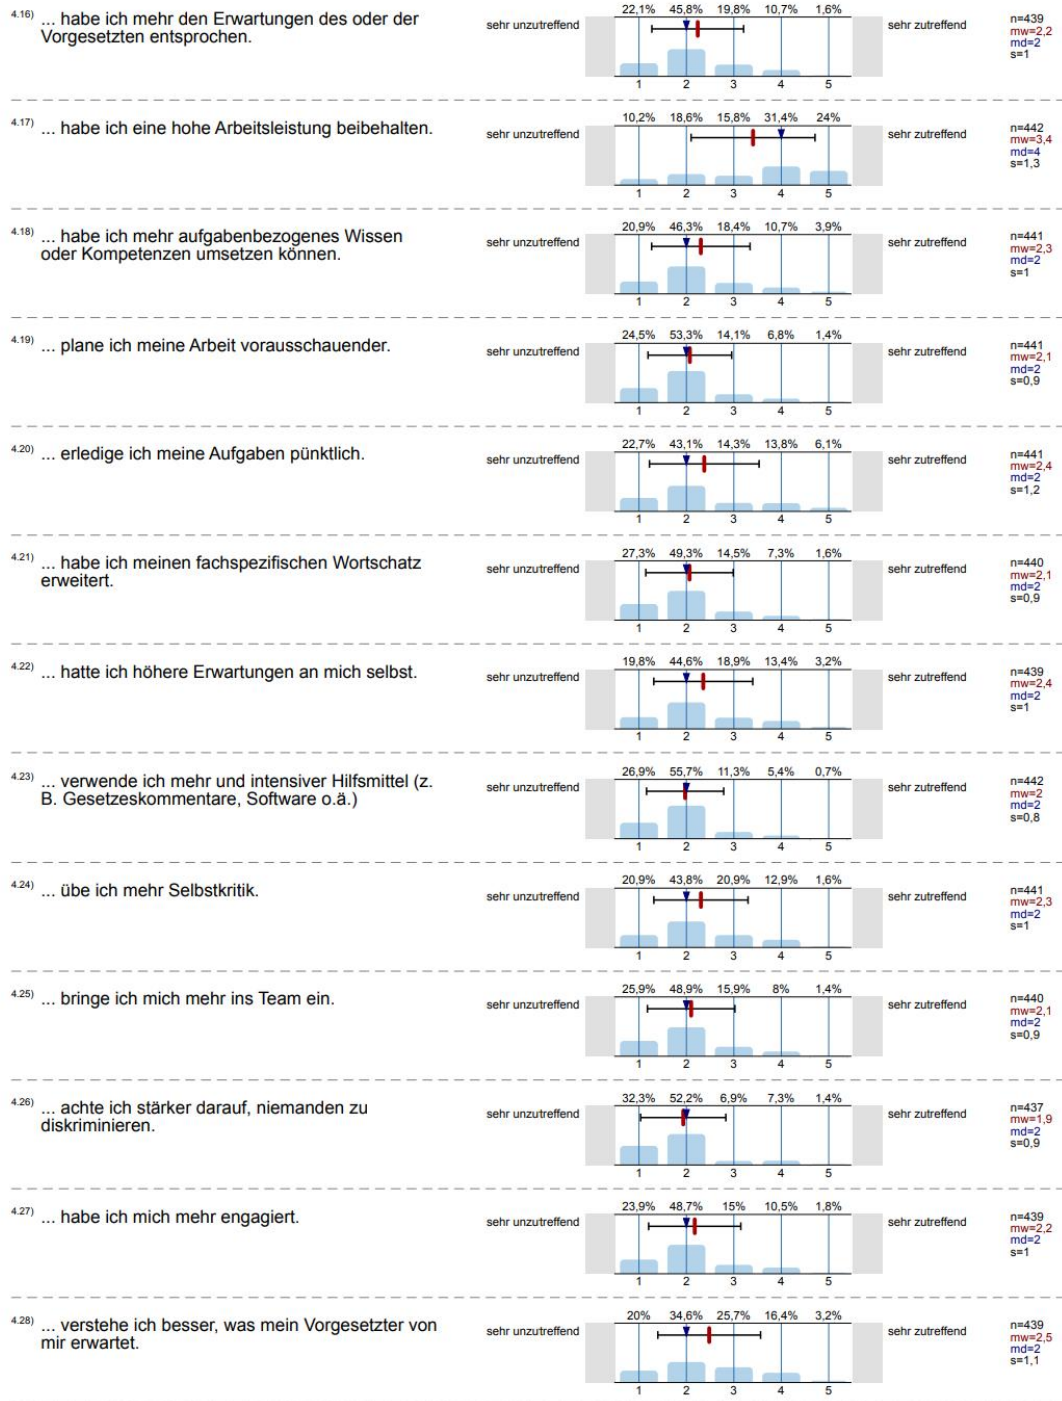 4.16) ... habe ich mehr den Erwartungen des oder der
Vorgesetzten entsprochen.
sehr unzutreffend
22,1% 45,8% 19,8% 10,7% 1,6%
1 2 3 4 5
sehr zutreffend
n=439
mw=2,2
md=2
s=1
4.17) ... habe ich eine hohe Arbeitsleistung beibehalten.
sehr unzutreffend
10,2% 18,6% 15,8% 31,4% 24%
1 2 3 4 5
sehr zutreffend
n=442
mw=3,4
md=4
s=1,3
4.18) ... habe ich mehr aufgabenbezogenes Wissen
oder Kompetenzen umsetzen können.
sehr unzutreffend
20,9% 46,3% 18,4% 10,7% 3,9%
1 2 3 4 5
sehr zutreffend
n=441
mw=2,3
md=2
s=1
4.19) ... plane ich meine Arbeit vorausschauender.
sehr unzutreffend
24,5% 53,3% 14,1% 6,8% 1,4%
1 2 3 4 5
sehr zutreffend
n=441
mw=2,1
md=2
s=0,9
4.20) ... erledige ich meine Aufgaben pünktlich.
sehr unzutreffend
22,7% 43,1% 14,3% 13,8% 6,1%
1 2 3 4 5
sehr zutreffend
n=441
mw=2,4
md=2
s=1,2
4.21) ... habe ich meinen fachspezifischen Wortschatz
erweitert.
sehr unzutreffend
27,3% 49,3% 14,5% 7,3% 1,6%
1 2 3 4 5
sehr zutreffend
n=440
mw=2,1
md=2
s=0,9
4.22) ... hatte ich höhere Erwartungen an mich selbst.
sehr unzutreffend
19,8% 44,6% 18,9% 13,4% 3,2%
1 2 3 4 5
sehr zutreffend
n=439
mw=2,4
md=2
s=1
4.23) ... verwende ich mehr und intensiver Hilfsmittel (z.
B. Gesetzeskommentare, Software o.ä.)
sehr unzutreffend
26,9% 55,7% 11,3% 5,4% 0,7%
1 2 3 4 5
sehr zutreffend
n=442
mw=2
md=2
s=0,8
4.24) ... übe ich mehr Selbstkritik.
sehr unzutreffend
20,9% 43,8% 20,9% 12,9% 1,6%
1 2 3 4 5
sehr zutreffend
n=441
mw=2,3
md=2
s=1
4.25) ... bringe ich mich mehr ins Team ein.
sehr unzutreffend
25,9% 48,9% 15,9% 8% 1,4%
1 2 3 4 5
sehr zutreffend
n=440
mw=2,1
md=2
s=0,9
4.26) ... achte ich stärker darauf, niemanden zu
diskriminieren.
sehr unzutreffend
32,3% 52,2% 6,9% 7,3% 1,4%
1 2 3 4 5
sehr zutreffend
n=437
mw=1,9
md=2
s=0,9
4.27) ... habe ich mich mehr engagiert.
sehr unzutreffend
23,9% 48,7% 15% 10,5% 1,8%
1 2 3 4 5
sehr zutreffend
n=439
mw=2,2
md=2
s=1
4.28) ... verstehe ich besser, was mein Vorgesetzter von
mir erwartet.
sehr unzutreffend
20% 34,6% 25,7% 16,4% 3,2%
1 2 3 4 5
sehr zutreffend
n=439
mw=2,5
md=2
s=1,1